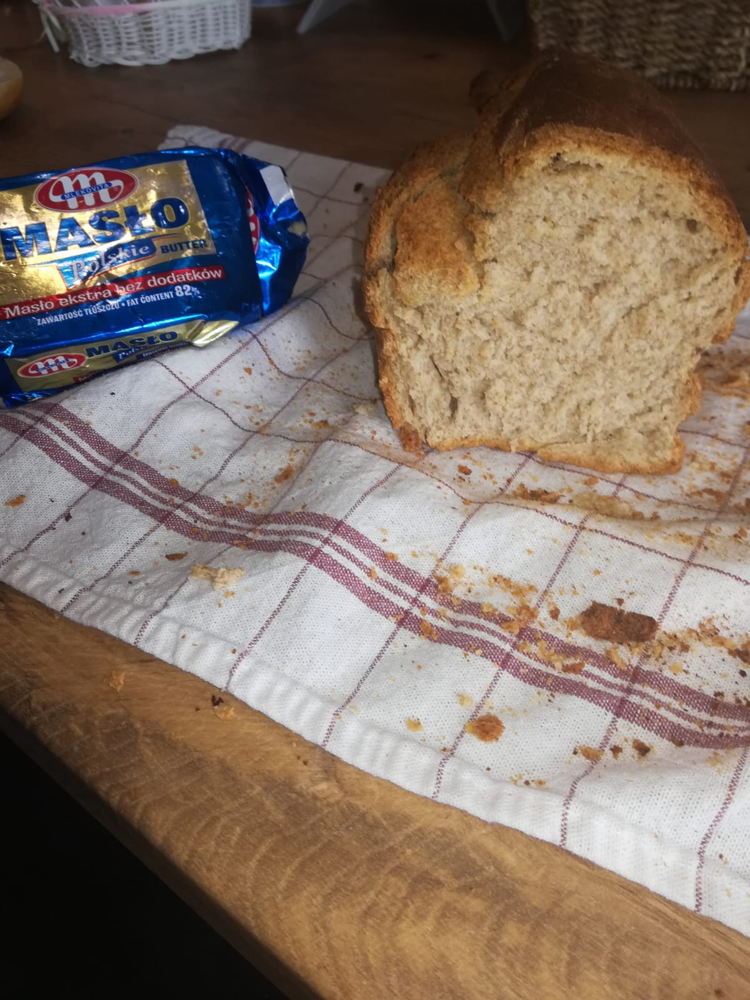 MLEKOVITA
MASŁO
Polskie BUTTER
Masło ekstra bez dodatków
ZAWARTOŚĆ TŁUSZCZU • FAT CONTENT 82%
MASŁO